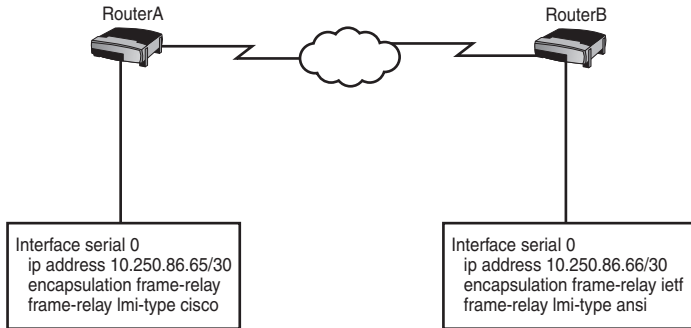 RouterA
RouterB
Interface serial 0
ip address 10.250.86.65/30
encapsulation frame-relay
frame-relay lmi-type cisco
Interface serial 0
ip address 10.250.86.66/30
encapsulation frame-relay ietf
frame-relay lmi-type ansi